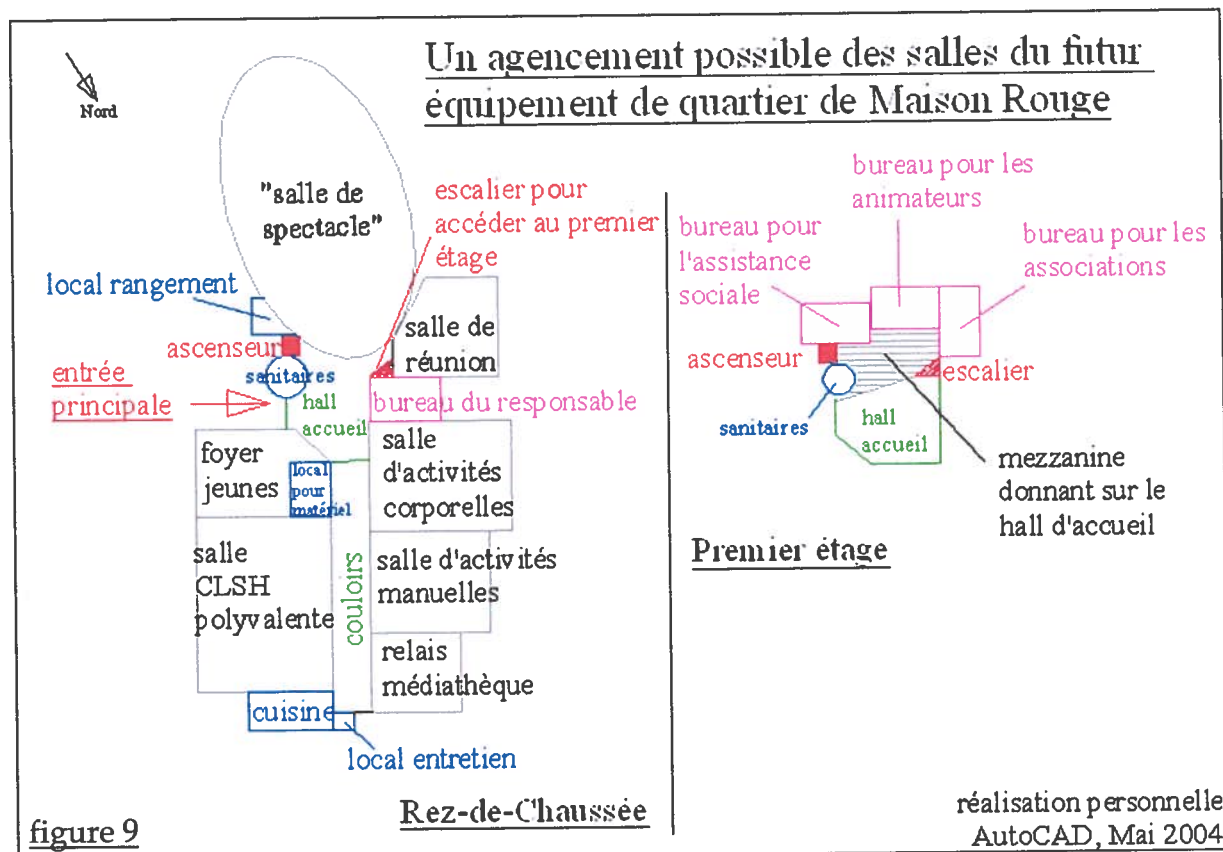 Un agencement possible des salles du futur
équipement de quartier de Maison Rouge
Nord
"salle de
spectacle"
escalier pour
accéder au premier
étage
local rangement
ascenseur
sanitaires
entrée
principale
hall
accueil
salle de
réunion
bureau du responsable
foyer
jeunes
local
pour
matériel
salle
d'activités
corporelles
salle
CLSH
polyvalente
couloirs
salle d'activités
manuelles
relais
médiathèque
cuisine
local entretien
Rez-de-Chaussée
figure 9
bureau pour les
animateurs
bureau pour
l'assistance
sociale
bureau pour les
associations
ascenseur
escalier
sanitaires
hall
accueil
mezzanine
donnant sur le
hall d'accueil
Premier étage
réalisation personnelle
AutoCAD, Mai 2004